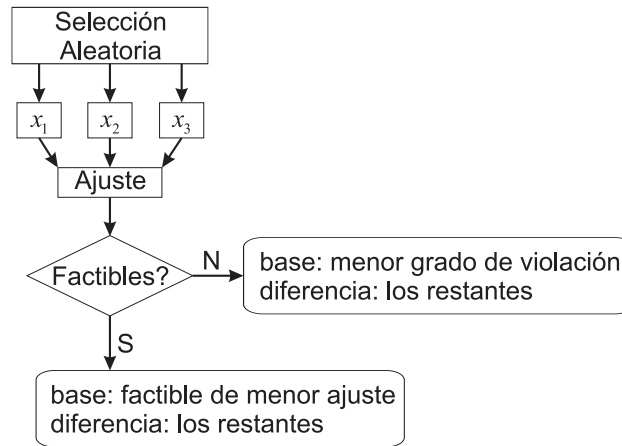 Selección
Aleatoria
x1 x2 x3
Ajuste
Factibles?
N
base: menor grado de violación
diferencia: los restantes
S
base: factible de menor ajuste
diferencia: los restantes